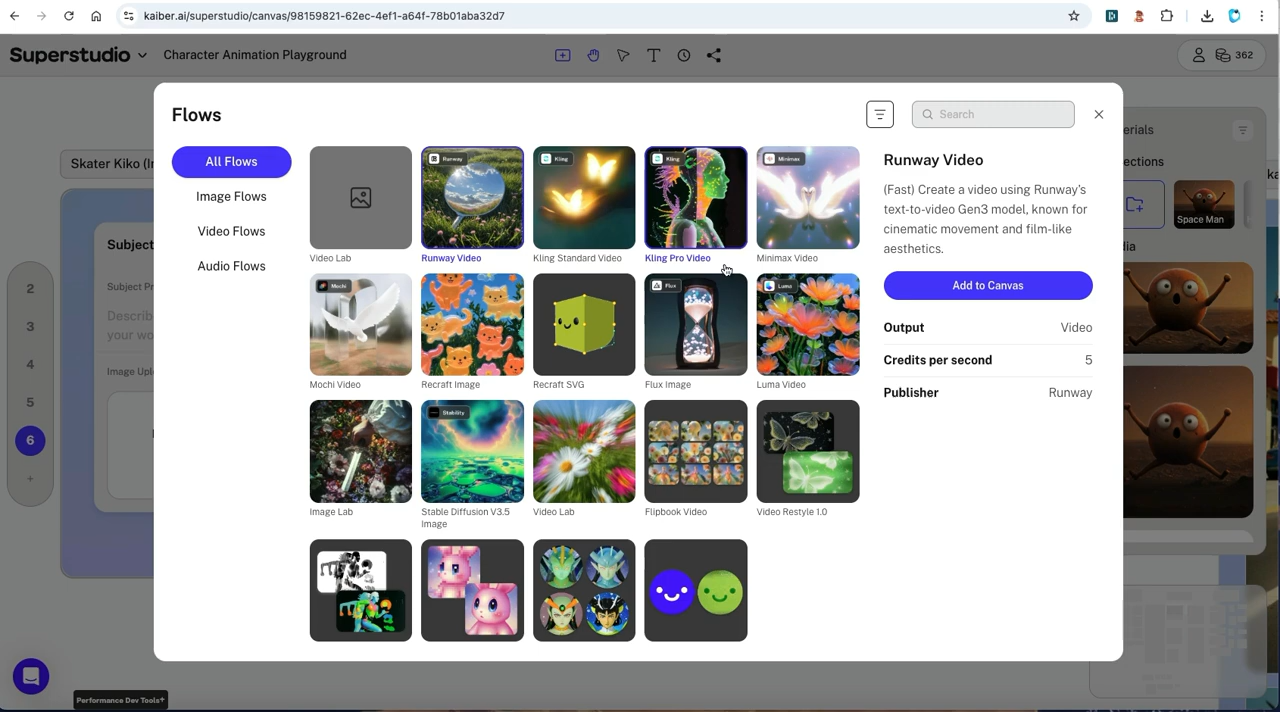 kaiber.ai/superstudio/canvas/98159821-62ec-4ef1-a64f-78b01aba32d7
Superstudio
Character Animation Playground
362
Flows
Search
All Flows
Image Flows
Video Flows
Audio Flows
Runway
Kling
Kling
Minimax
Video Lab
Runway Video
Kling Standard Video
Kling Pro Video
Minimax Video
Mochi
Flux
Luma
Mochi Video
Recraft Image
Recraft SVG
Flux Image
Luma Video
Stability
Image Lab
Stable Diffusion V3.5
Image
Video Lab
Flipbook Video
Video Restyle 1.0
Runway Video
(Fast) Create a video using Runway's
text-to-video Gen3 model, known for
cinematic movement and film-like
aesthetics.
Add to Canvas
Output Video
Credits per second 5
Publisher Runway
Skater Kiko (I
Subject
Subject Pr
Describ
your wo
Image Uplo
2
3
4
5
6
+
erials
ections
Space Man
dia
Performance Dev Tools+